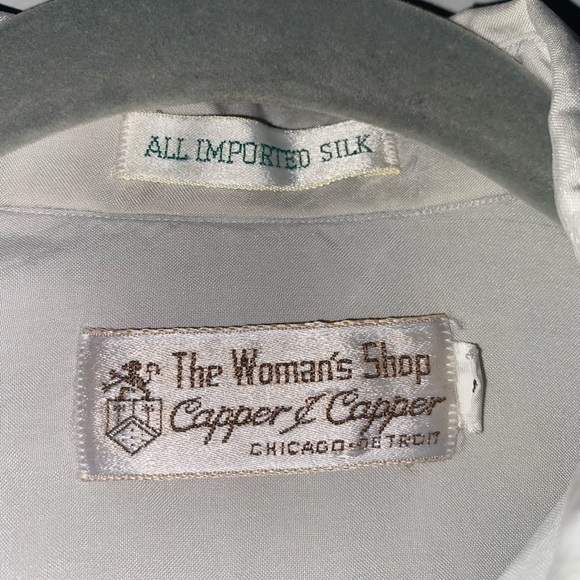 ALL IMPORTED SILK
The Woman's Shop
Capper & Capper
CHICAGO-DETROIT